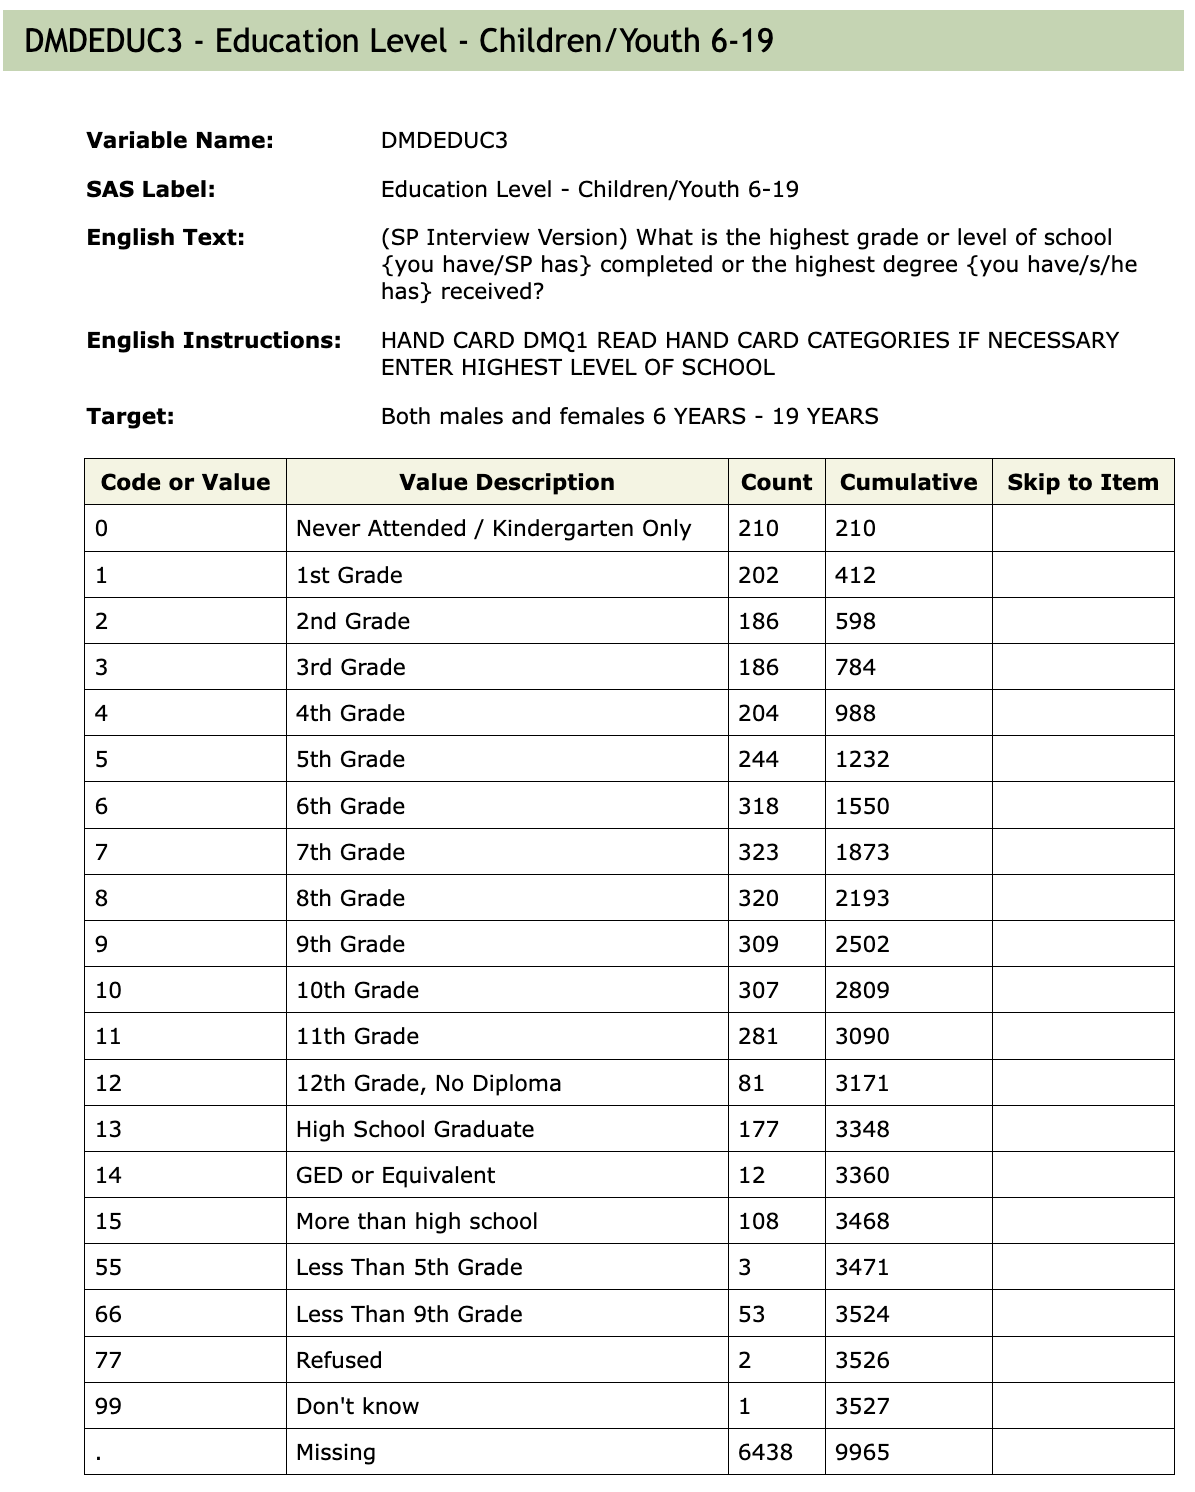 DMDEDUC3 - Education Level - Children/Youth 6-19
Variable Name: DMDEDUC3
SAS Label: Education Level - Children/Youth 6-19
English Text: (SP Interview Version) What is the highest grade or level of school
{you have/SP has} completed or the highest degree {you have/s/he
has} received?
English Instructions: HAND CARD DMQ1 READ HAND CARD CATEGORIES IF NECESSARY
ENTER HIGHEST LEVEL OF SCHOOL
Target: Both males and females 6 YEARS - 19 YEARS
Code or Value Value Description Count Cumulative Skip to Item
0 Never Attended / Kindergarten Only 210 210
1 1st Grade 202 412
2 2nd Grade 186 598
3 3rd Grade 186 784
4 4th Grade 204 988
5 5th Grade 244 1232
6 6th Grade 318 1550
7 7th Grade 323 1873
8 8th Grade 320 2193
9 9th Grade 309 2502
10 10th Grade 307 2809
11 11th Grade 281 3090
12 12th Grade, No Diploma 81 3171
13 High School Graduate 177 3348
14 GED or Equivalent 12 3360
15 More than high school 108 3468
55 Less Than 5th Grade 3 3471
66 Less Than 9th Grade 53 3524
77 Refused 2 3526
99 Don't know 1 3527
. Missing 6438 9965